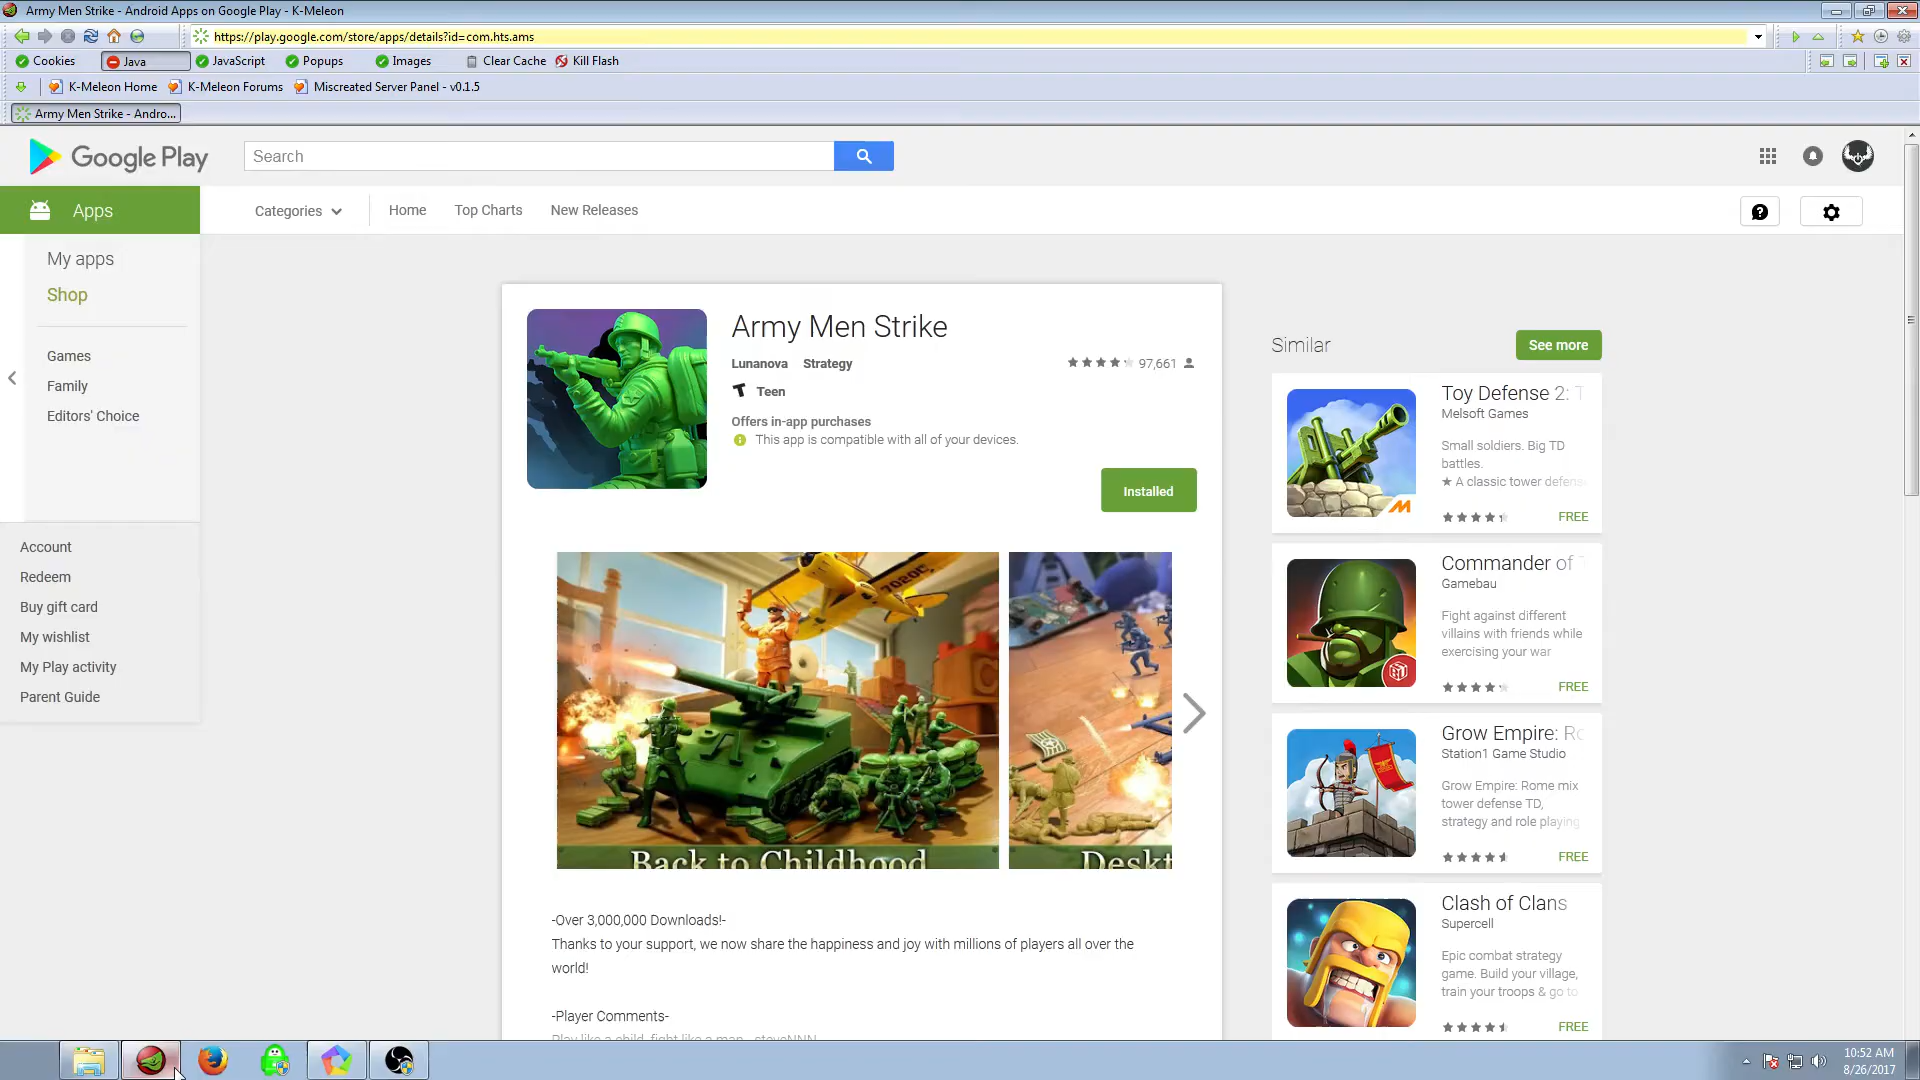 Army Men Strike - Android Apps on Google Play - K-Meleon
https://play.google.com/store/apps/details?id=com.hts.ams
Cookies Java JavaScript Popups Images Clear Cache Kill Flash
K-Meleon Home K-Meleon Forums Miscreated Server Panel - v0.1.5
Army Men Strike - Andro...
Google Play
Search
Apps
Categories Home Top Charts New Releases
My apps
Shop
Games
Family
Editors' Choice
Account
Redeem
Buy gift card
My wishlist
My Play activity
Parent Guide
Army Men Strike
Lunanova Strategy 97,661
T Teen
Offers in-app purchases
This app is compatible with all of your devices.
Installed
Back to Childhood
Deskt
-Over 3,000,000 Downloads!-
Thanks to your support, we now share the happiness and joy with millions of players all over the
world!
-Player Comments-
Play like a child, fight like a man - steveNNN
Similar
See more
Toy Defense 2: T
Melsoft Games
Small soldiers. Big TD
battles.
★ A classic tower defens
FREE
Commander of T
Gamebau
Fight against different
villains with friends while
exercising your war
FREE
Grow Empire: Ro
Station1 Game Studio
Grow Empire: Rome mix
tower defense TD,
strategy and role playing
FREE
Clash of Clans
Supercell
Epic combat strategy
game. Build your village,
train your troops & go to
FREE
10:52 AM
8/26/2017